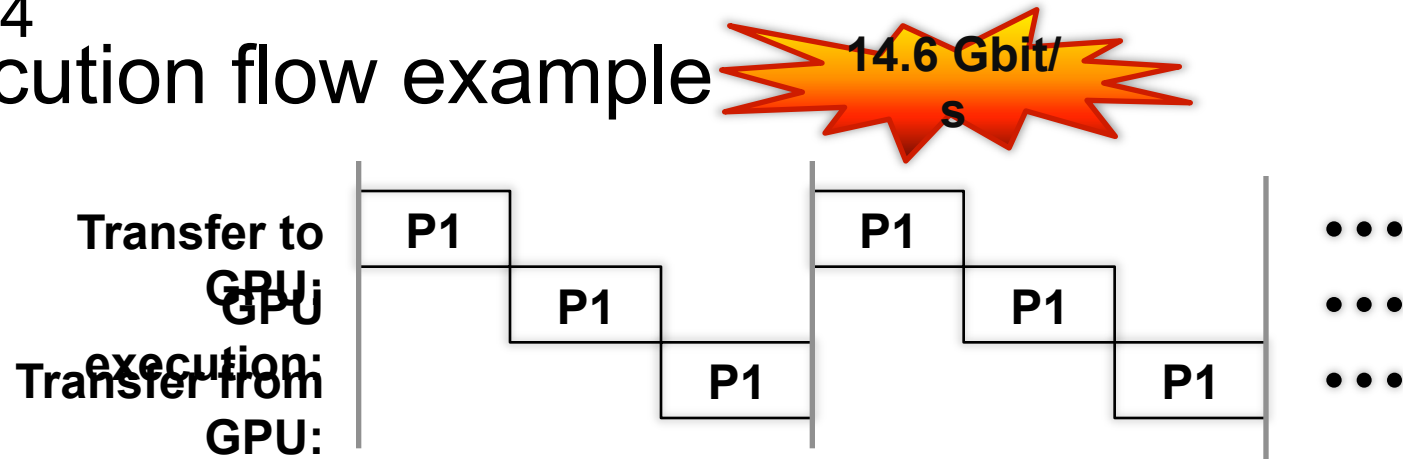 4
cution flow example
14.6 Gbit/
s
Transfer to
GPU:
P1
P1
•••
GPU
execution:
P1
P1
•••
Transfer from
GPU:
P1
P1
•••